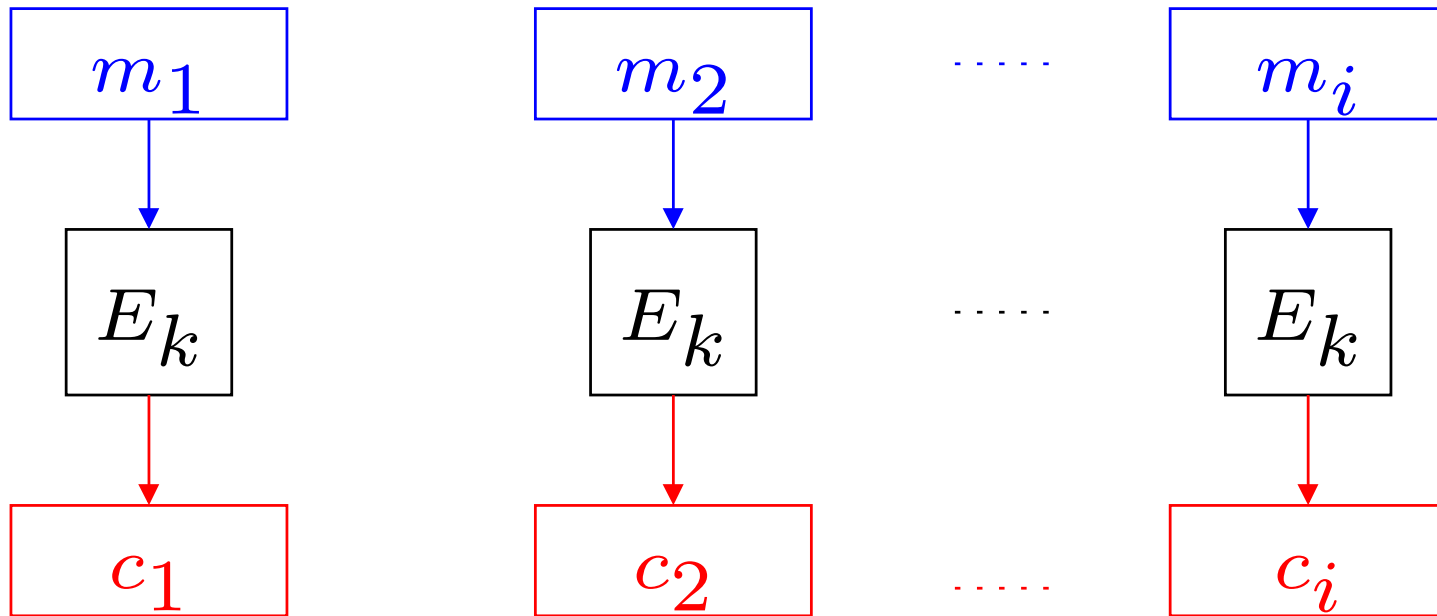 m₁ m₂ ..... mᵢ
Eₖ Eₖ ..... Eₖ
c₁ c₂ ..... cᵢ